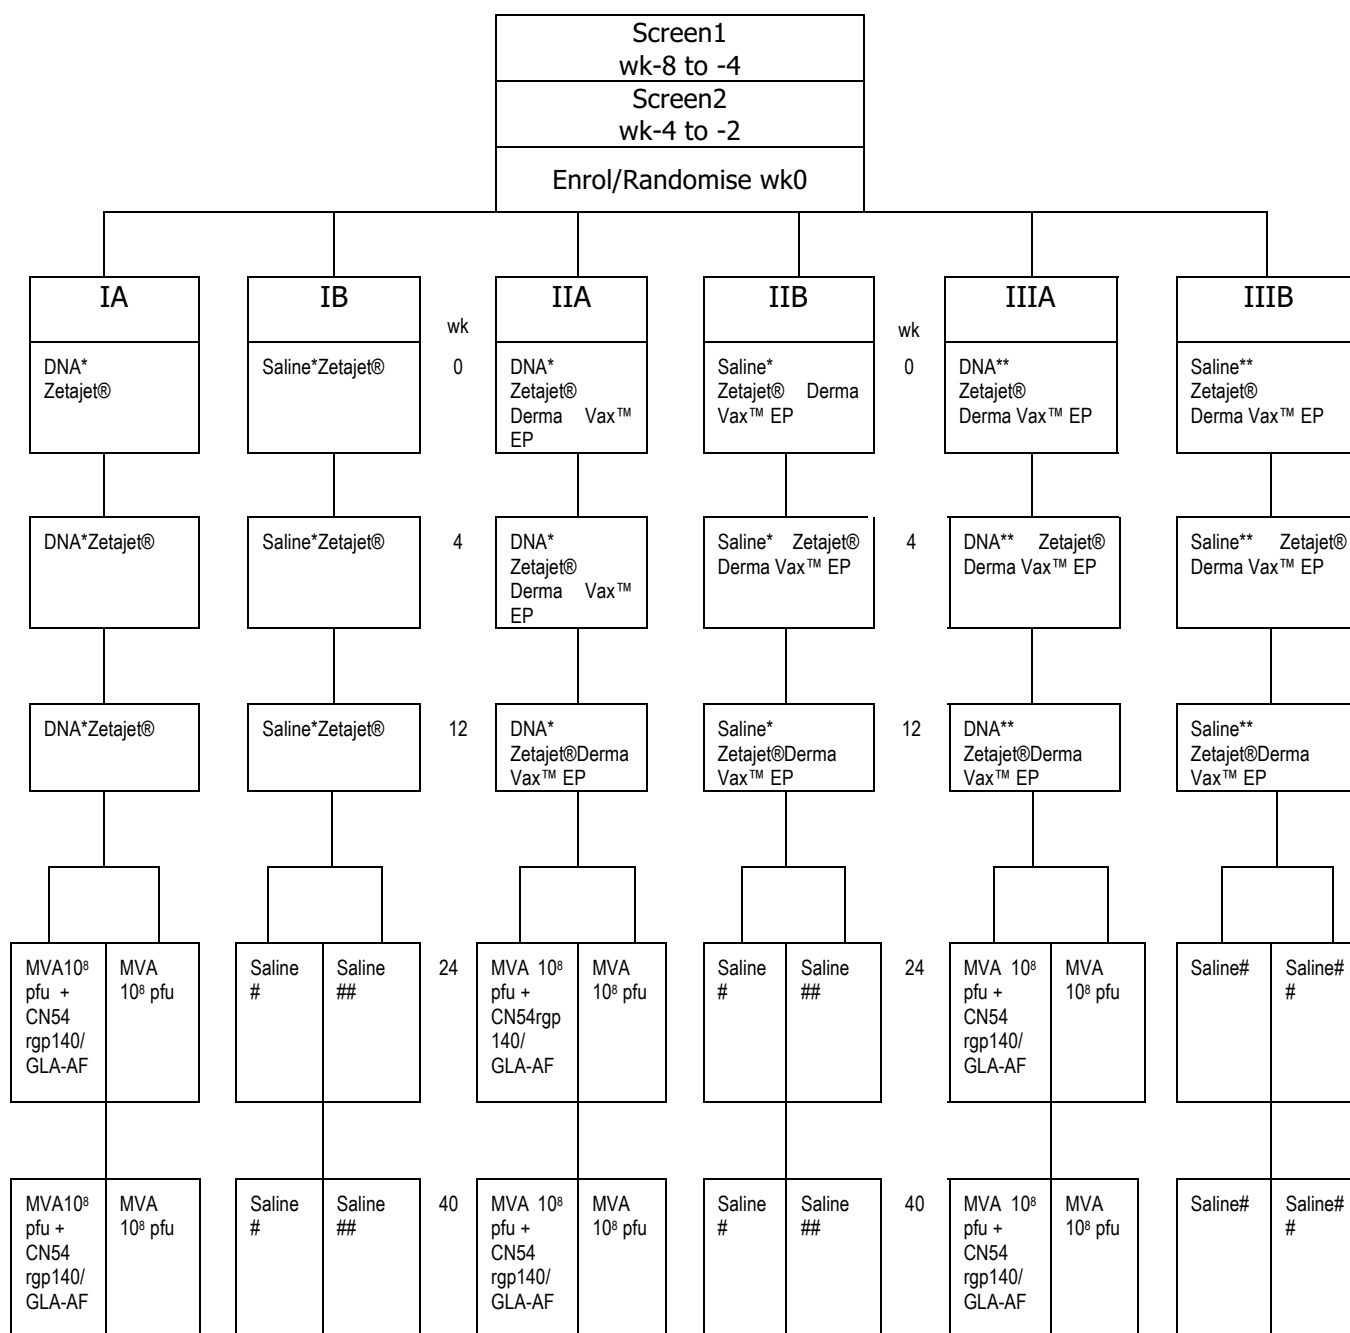 Screen1
wk-8 to -4
Screen2
wk-4 to -2
Enrol/Randomise wk0
IA
IB
wk
IIA
IIB
wk
IIIA
IIIB
DNA*
Zetajet®
Saline*Zetajet®
0
DNA*
Zetajet®
Derma Vax™
EP
Saline*
Zetajet® Derma
Vax™ EP
0
DNA**
Zetajet®
Derma Vax™ EP
Saline**
Zetajet®
Derma Vax™ EP
DNA*Zetajet®
Saline*Zetajet®
4
DNA*
Zetajet®
Derma Vax™
EP
Saline* Zetajet®
Derma Vax™ EP
4
DNA** Zetajet®
Derma Vax™ EP
Saline** Zetajet®
Derma Vax™ EP
DNA*Zetajet®
Saline*Zetajet®
12
DNA*
Zetajet®Derma
Vax™ EP
Saline*
Zetajet®Derma
Vax™ EP
12
DNA**
Zetajet®Derma
Vax™ EP
Saline**
Zetajet®Derma
Vax™ EP
MVA10⁸
pfu +
CN54
rgp140/
GLA-AF
MVA
10⁸ pfu
Saline
#
Saline
##
24
MVA 10⁸
pfu +
CN54rgp
140/
GLA-AF
MVA
10⁸ pfu
Saline
#
Saline
##
24
MVA 10⁸
pfu +
CN54
rgp140/
GLA-AF
MVA
10⁸ pfu
Saline#
Saline#
#
MVA10⁸
pfu +
CN54
rgp140/
GLA-AF
MVA
10⁸ pfu
Saline
#
Saline
##
40
MVA 10⁸
pfu +
CN54
rgp140/
GLA-AF
MVA
10⁸ pfu
Saline
#
Saline
##
40
MVA 10⁸
pfu +
CN54
rgp140/
GLA-AF
MVA
10⁸ pfu
Saline#
Saline#
#